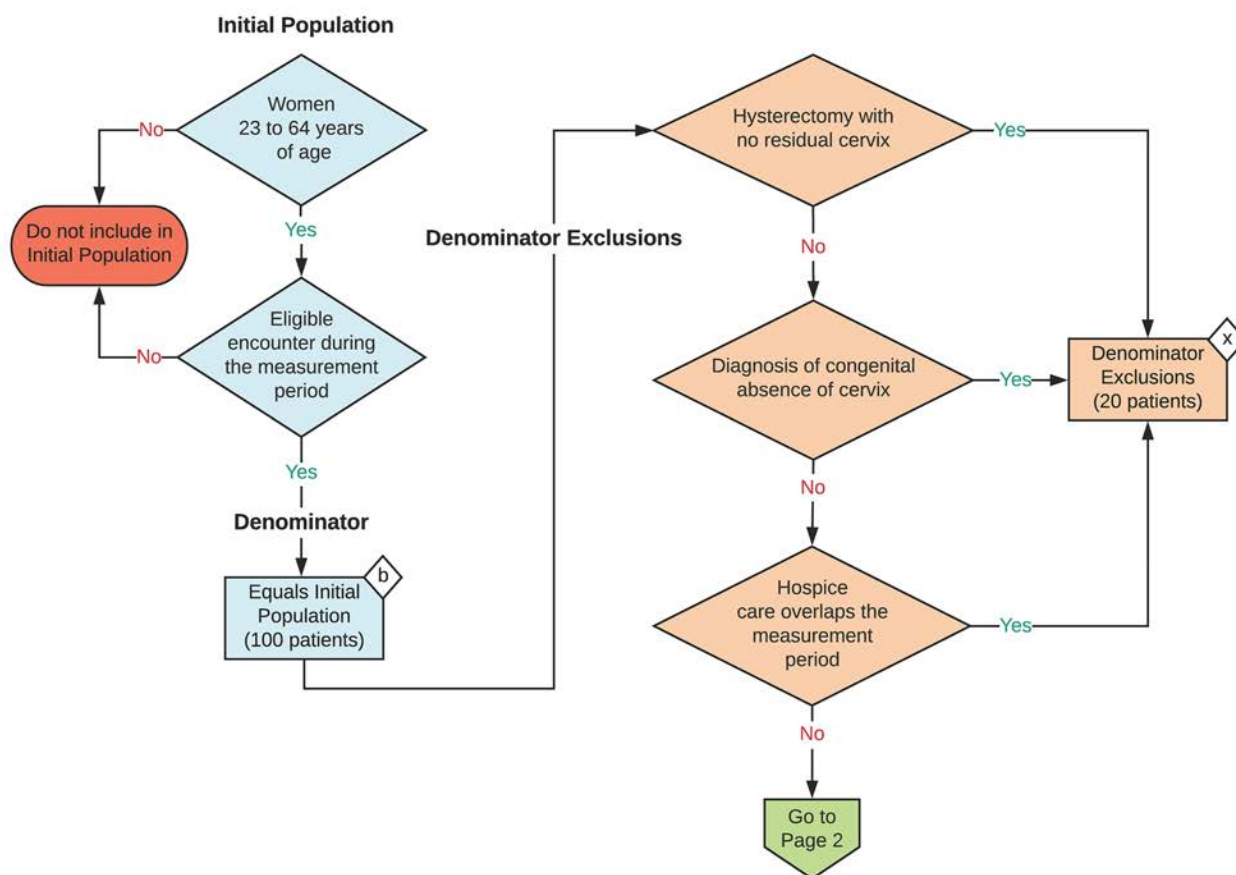 Initial Population
Women
23 to 64 years
of age
No
Do not include in
Initial Population
Yes
Eligible
encounter during
the measurement
period
No
Yes
Denominator
b
Equals Initial
Population
(100 patients)
Denominator Exclusions
Hysterectomy with
no residual cervix
Yes
No
Diagnosis of congenital
absence of cervix
Yes
x
Denominator
Exclusions
(20 patients)
No
Hospice
care overlaps the
measurement
period
Yes
No
Go to
Page 2